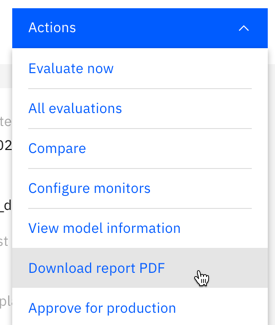 Actions
Evaluate now
All evaluations
Compare
Configure monitors
View model information
Download report PDF
Approve for production